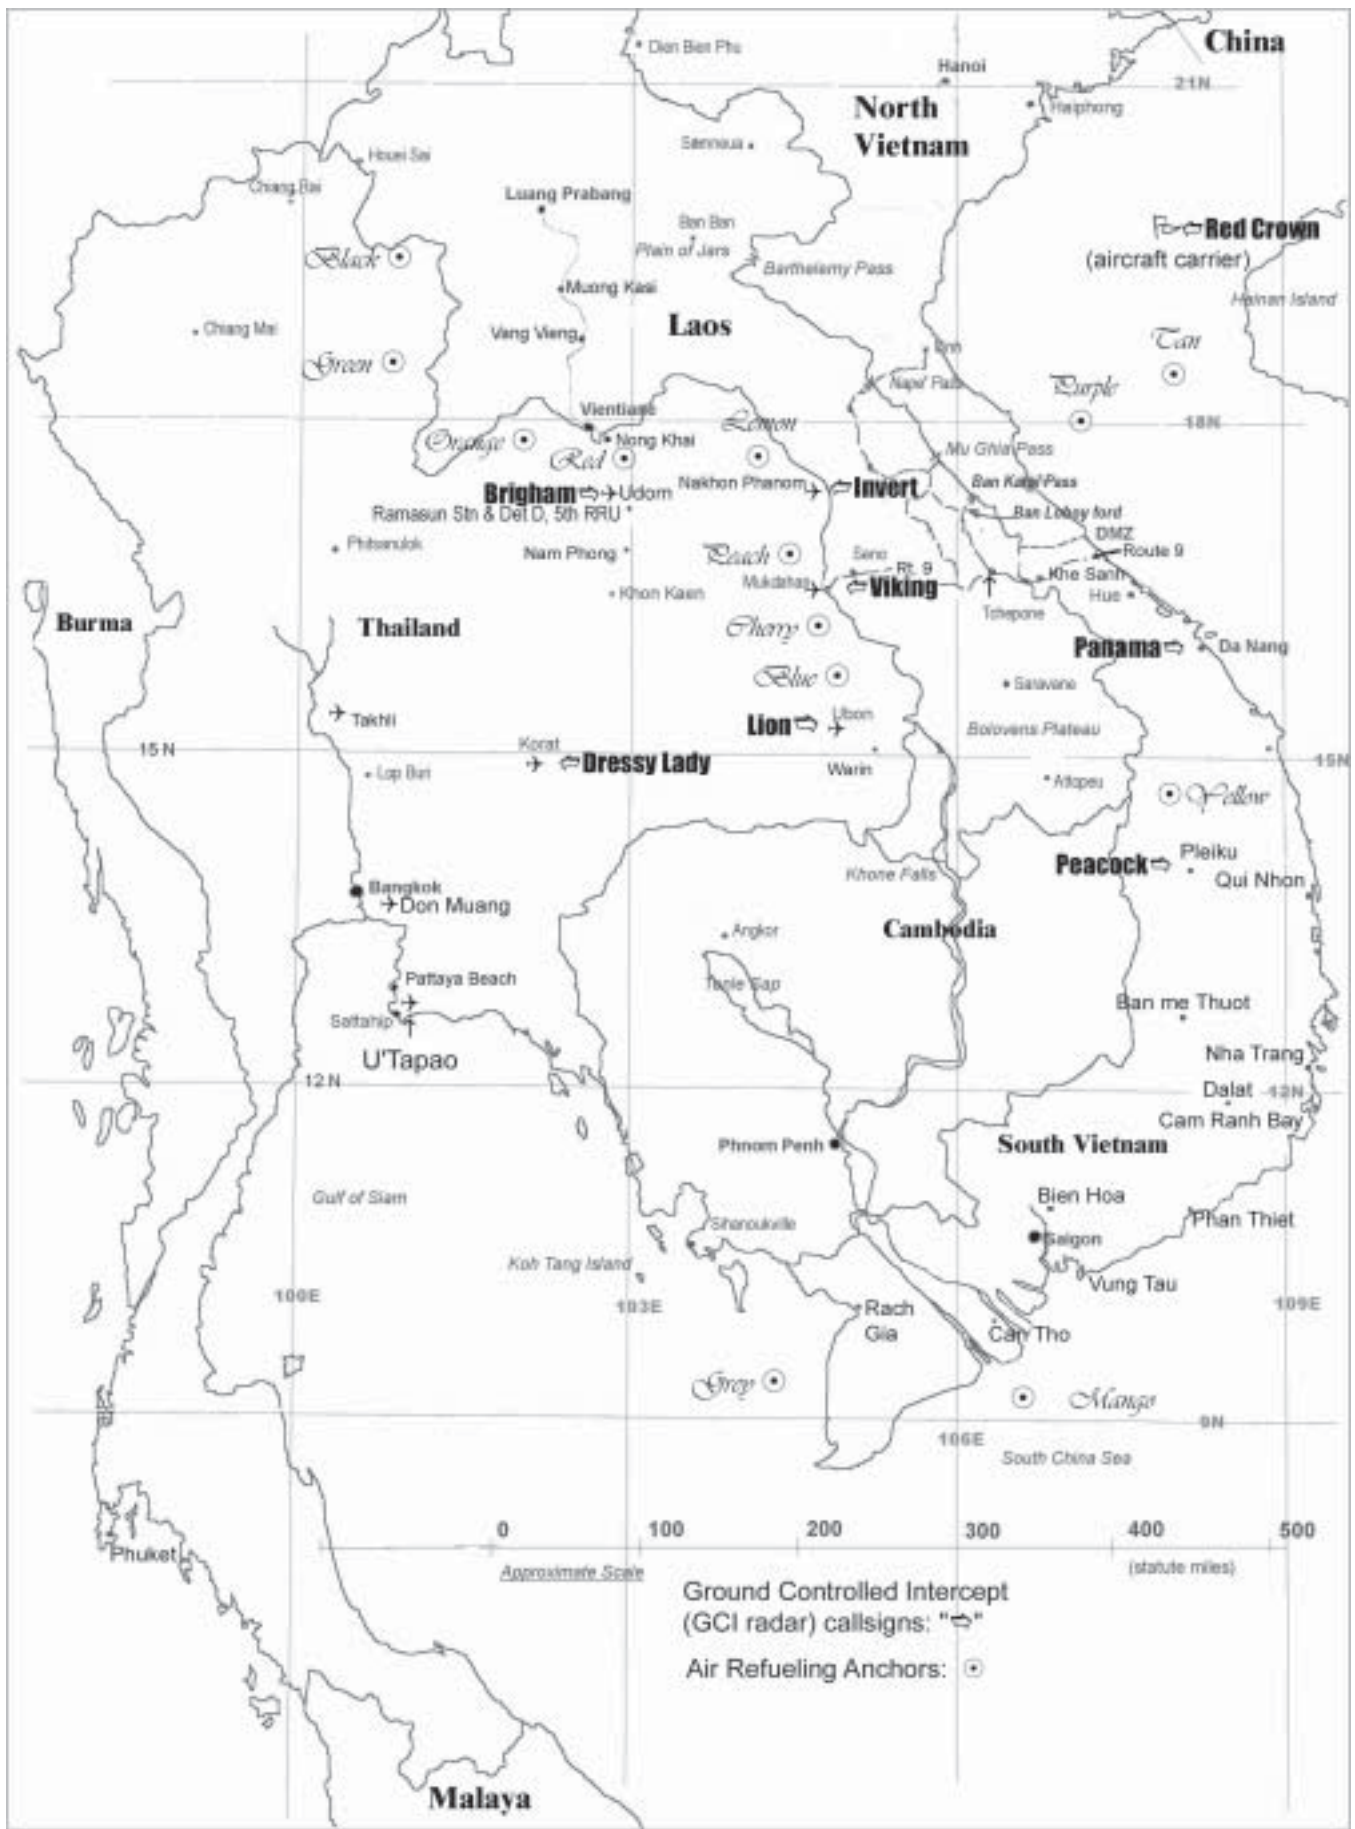 China
Dien Bien Phu
Hanoi
21N
North
Vietnam
Haiphong
Samneua
Houei Sai
Chiang Rai
Luang Prabang
Ban Ban
Plain of Jars
Red Crown
(aircraft carrier)
Black
Barthelemy Pass
Muong Kasi
Hainan Island
Chiang Mai
Vang Vieng
Laos
Tan
Green
Napé Pass
Purple
Vientiane
Lemon
18N
Orange
Nong Khai
Red
Mu Ghia Pass
Brigham
Udorn
Nakhon Phanom
Invert
Ban Karai Pass
Ramasun Stn & Det D, 5th RRU
Ban Laboy ford
DMZ
Phitsanulok
Nam Phong
Peach
Seno
Route 9
Rt. 9
Khe Sanh
Mukdahan
Viking
Khon Kaen
Hue
Tchepone
Burma
Thailand
Cherry
Panama
Da Nang
Blue
Saravane
Takhli
Lion
Ubon
Bolovens Plateau
15 N
Korat
Dressy Lady
Lop Buri
Warin
15N
Attopeu
Yellow
Peacock
Pleiku
Khone Falls
Qui Nhon
Bangkok
Don Muang
Angkor
Cambodia
Pattaya Beach
Tonle Sap
Ban me Thuot
Sattahip
U'Tapao
Nha Trang
12 N
Dalat
12N
Cam Ranh Bay
Phnom Penh
South Vietnam
Gulf of Siam
Bien Hoa
Sihanoukville
Phan Thiet
Saigon
Koh Tang Island
Vung Tau
100E
103E
109E
Rach
Gia
Can Tho
Grey
Mango
9N
106E
South China Sea
0 100 200 300 400 500
Phuket
Approximate Scale
(statute miles)
Ground Controlled Intercept
(GCI radar) callsigns: "⇨"
Air Refueling Anchors:
Malaya